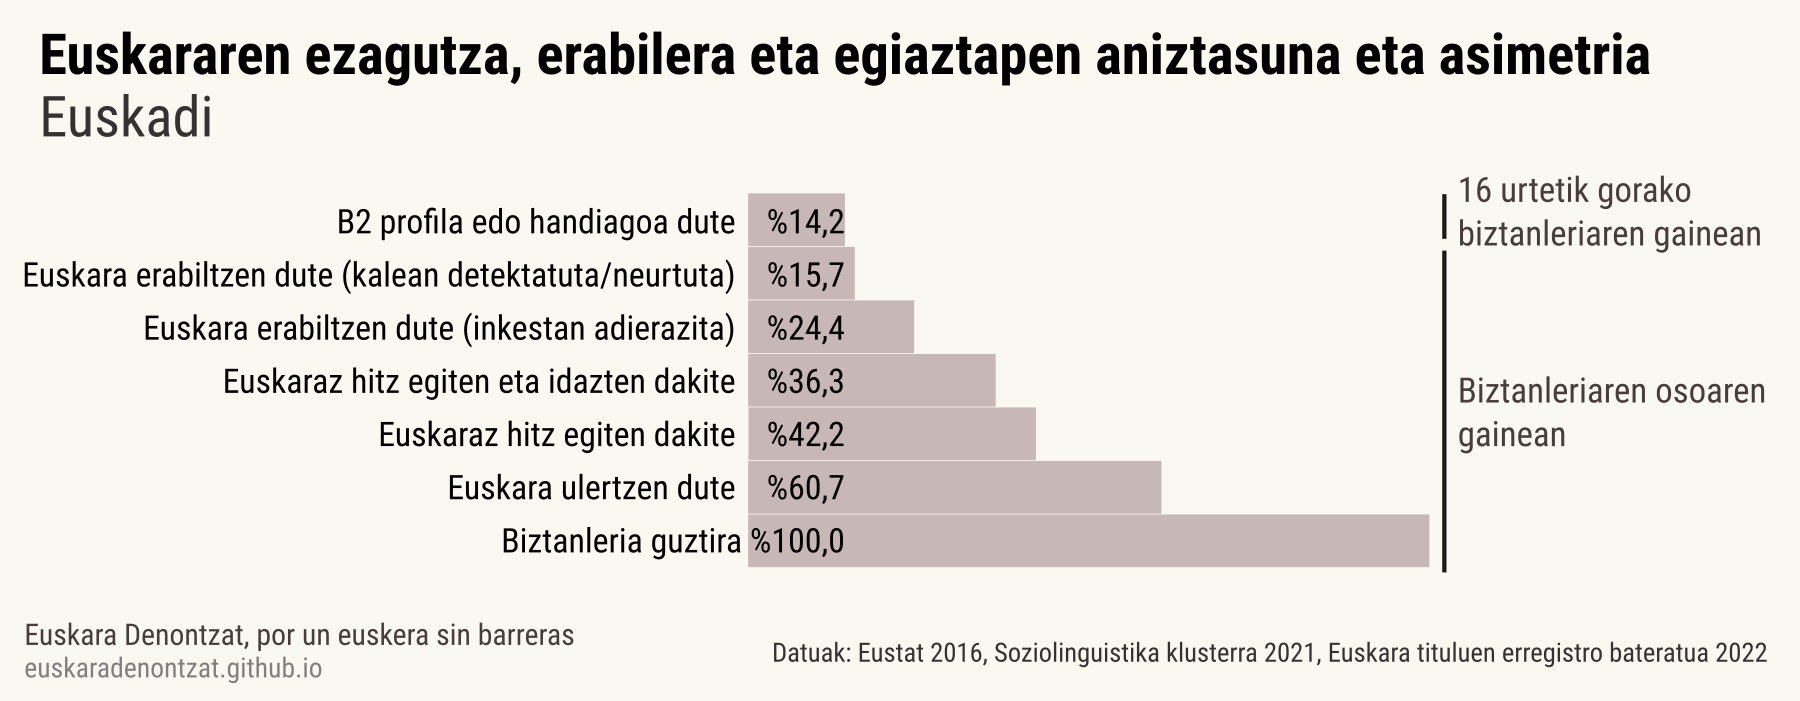 Euskararen ezagutza, erabilera eta egiaztapen aniztasuna eta asimetria
Euskadi
B2 profila edo handiagoa dute %14,2
Euskara erabiltzen dute (kalean detektatuta/neurtuta) %15,7
Euskara erabiltzen dute (inkestan adierazita) %24,4
Euskaraz hitz egiten eta idazten dakite %36,3
Euskaraz hitz egiten dakite %42,2
Euskara ulertzen dute %60,7
Biztanleria guztira %100,0
16 urtetik gorako
biztanleriaren gainean
Biztanleriaren osoaren
gainean
Euskara Denontzat, por un euskera sin barreras
euskaradenontzat.github.io
Datuak: Eustat 2016, Soziolinguistika klusterra 2021, Euskara tituluen erregistro bateratua 2022